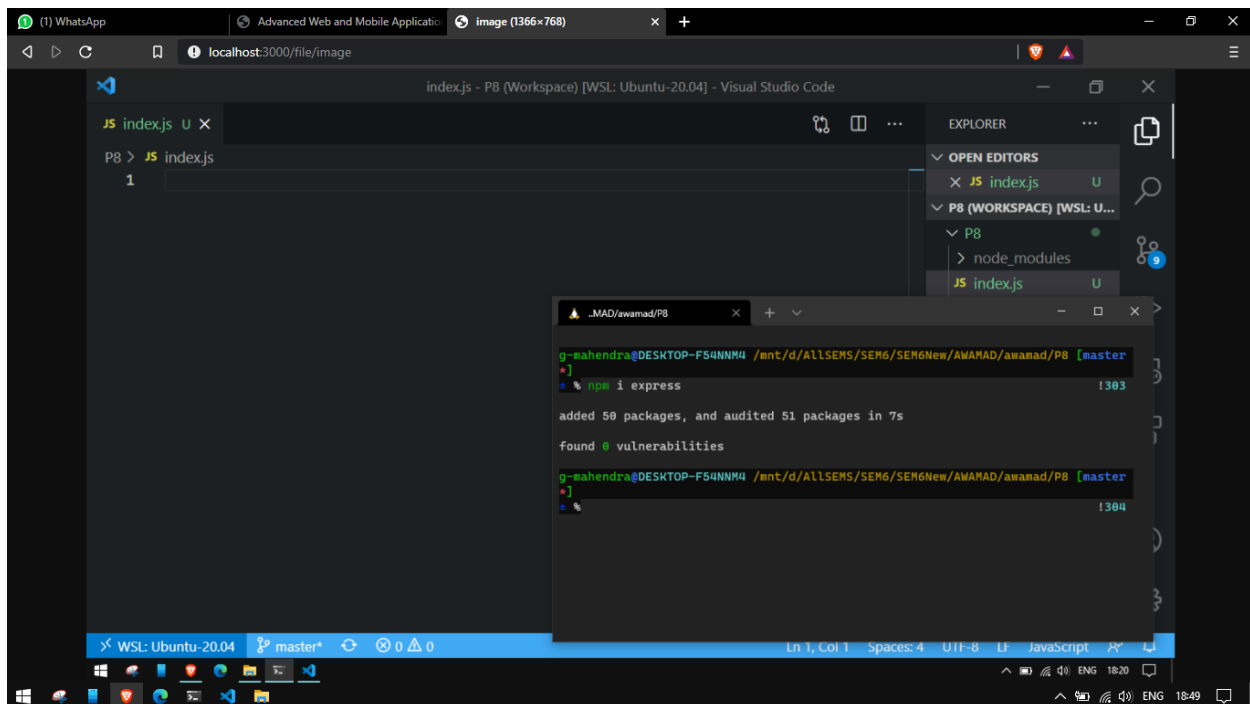 1 (1) WhatsApp
Advanced Web and Mobile Applicatio
image (1366×768)
localhost:3000/file/image
index.js - P8 (Workspace) [WSL: Ubuntu-20.04] - Visual Studio Code
JS index.js U
P8 > JS index.js
1
EXPLORER
OPEN EDITORS
JS index.js U
P8 (WORKSPACE) [WSL: U...
P8
> node_modules
9
JS index.js U
..MAD/awamad/P8
g-mahendra@DESKTOP-F54NNM4 /mnt/d/AllSEMS/SEM6/SEM6New/AWAMAD/awamad/P8 [master
*]
± % npm i express !303
added 50 packages, and audited 51 packages in 7s
found 0 vulnerabilities
g-mahendra@DESKTOP-F54NNM4 /mnt/d/AllSEMS/SEM6/SEM6New/AWAMAD/awamad/P8 [master
*]
± % !304
WSL: Ubuntu-20.04 master* 0 0 Ln 1, Col 1 Spaces: 4 UTF-8 LF JavaScript
ENG 18:20
ENG 18:49